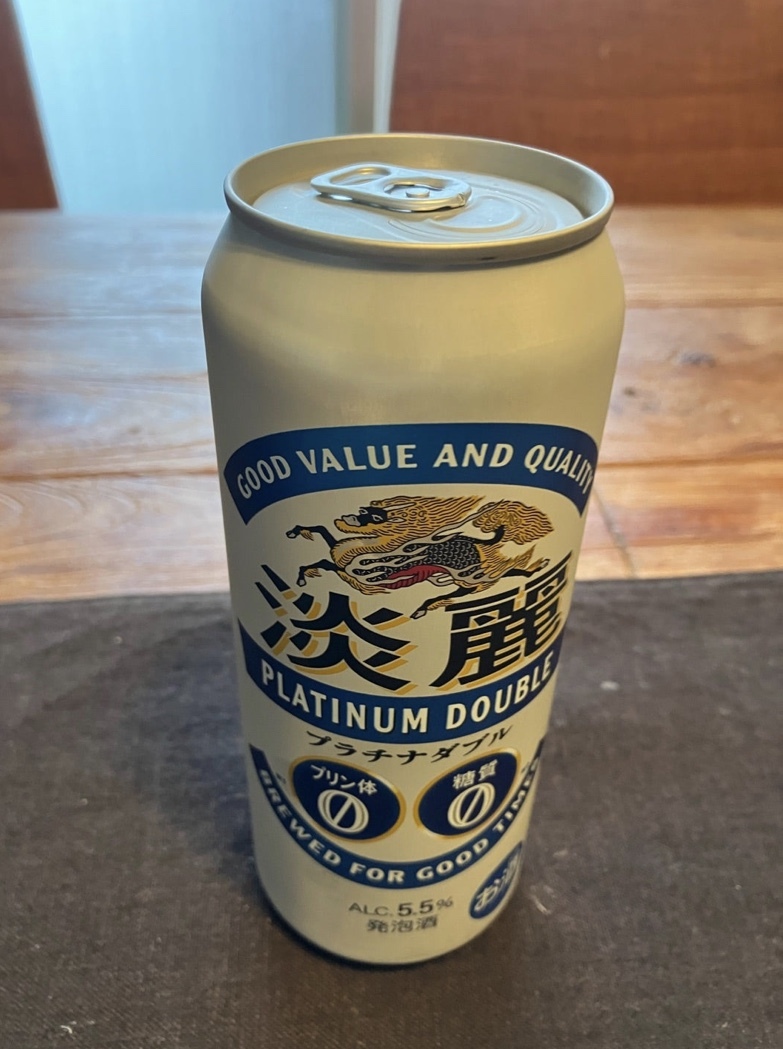 GOOD VALUE AND QUALITY
淡麗
PLATINUM DOUBLE
プラチナダブル
プリン体
0
糖質
0
BREWED FOR GOOD TIMES
お酒
ALC. 5.5%
発泡酒